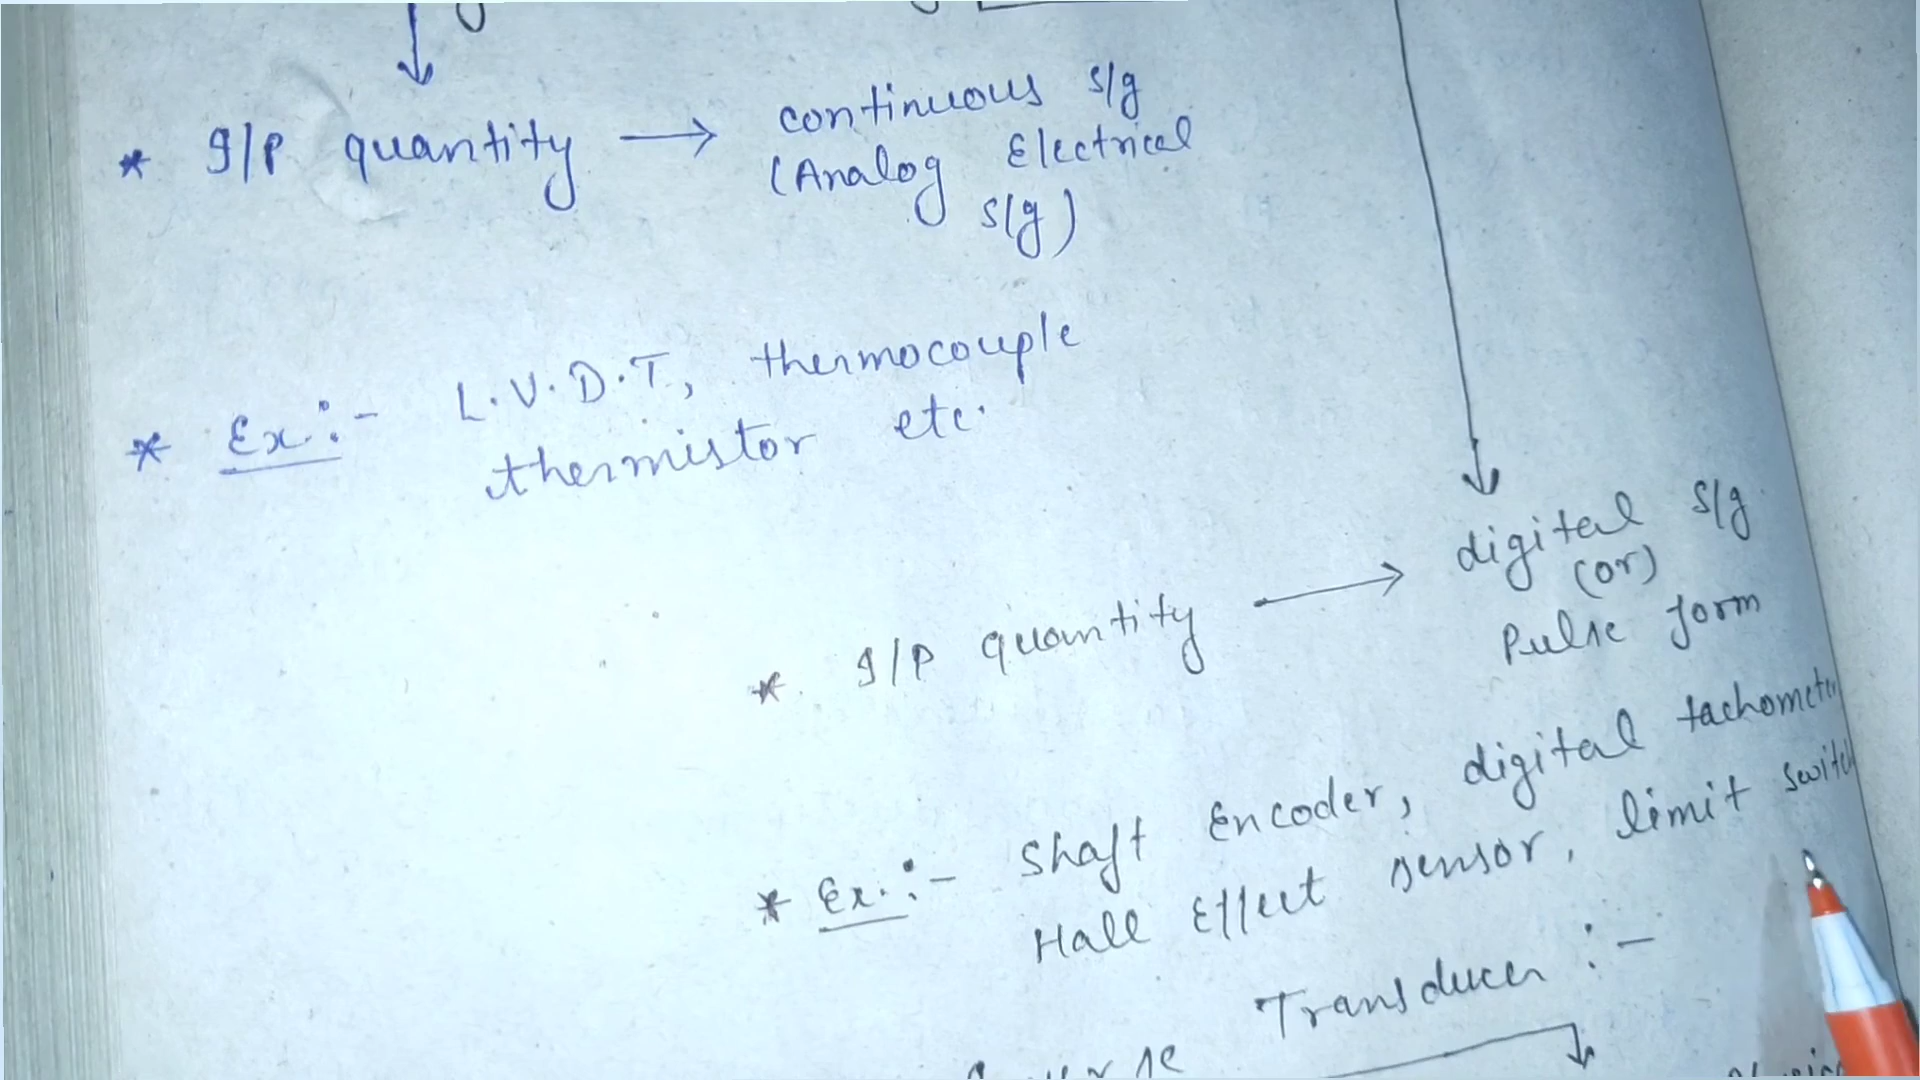 * I/P quantity → continuous s/g
(Analog Electrical
s/g)
* Ex:- L.V.D.T, thermocouple
thermistor etc.
* I/P quantity → digital s/g
(or)
Pulse form
* Ex.:- Shaft Encoder, digital tachometer
Hall Effect sensor, limit switch
Transducer :-